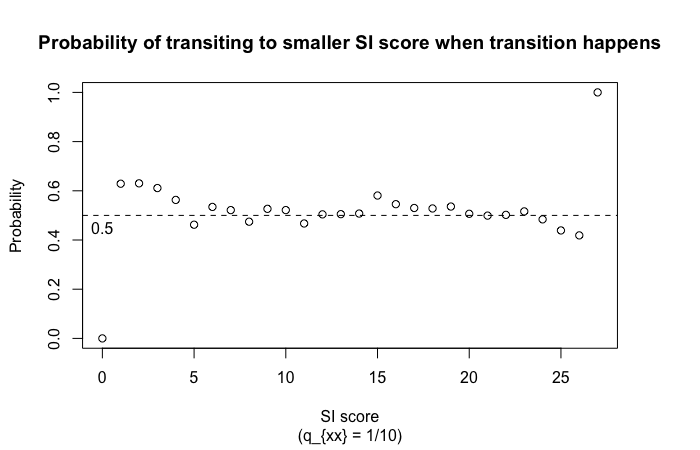 Probability of transiting to smaller SI score when transition happens
Probability
1.0
0.8
0.6
0.4
0.2
0.0
0.5
0 5 10 15 20 25
SI score
(q_{xx} = 1/10)